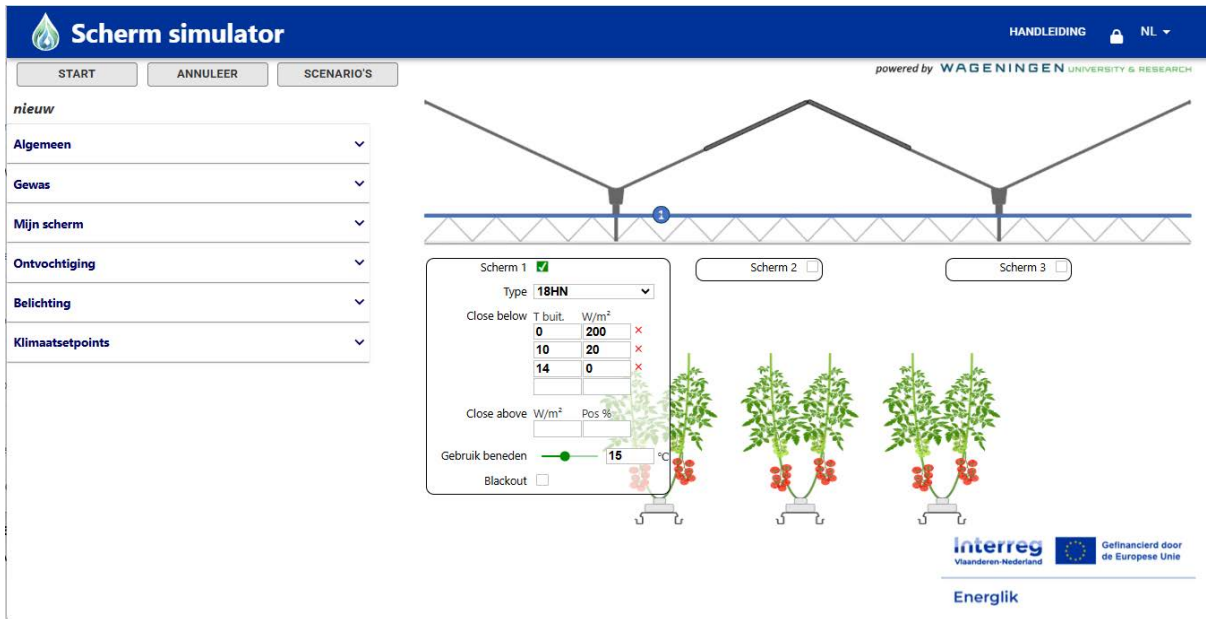 Scherm simulator
HANDLEIDING NL
START ANNULEER SCENARIO'S
powered by WAGENINGEN UNIVERSITY & RESEARCH
nieuw
Algemeen
Gewas
Mijn scherm
Ontvochtiging
Belichting
Klimaatsetpoints
1
Scherm 1
Type 18HN
Close below T buit. W/m²
0 200
10 20
14 0
Close above W/m² Pos %
Gebruik beneden 15 °C
Blackout
Scherm 2
Scherm 3
Interreg
Vlaanderen-Nederland
Gefinancierd door
de Europese Unie
Energlik